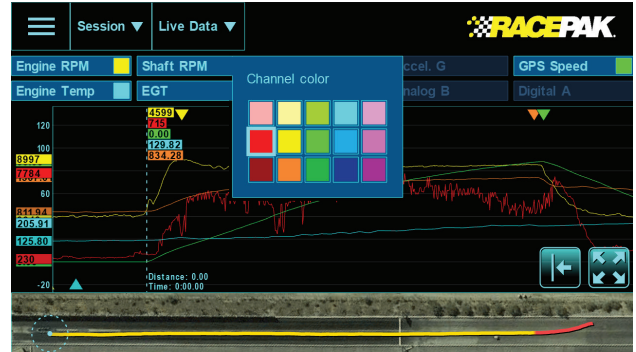 Session ▼ Live Data ▼ RACEPAK
Engine RPM Shaft RPM ccel. G GPS Speed
Channel color
Engine Temp EGT nalog B Digital A
4599
715
0.00
129.82
834.28
120
100
8997
7784
60
811.94
205.91
125.80
230
-20
Distance: 0.00
Time: 0:00.00